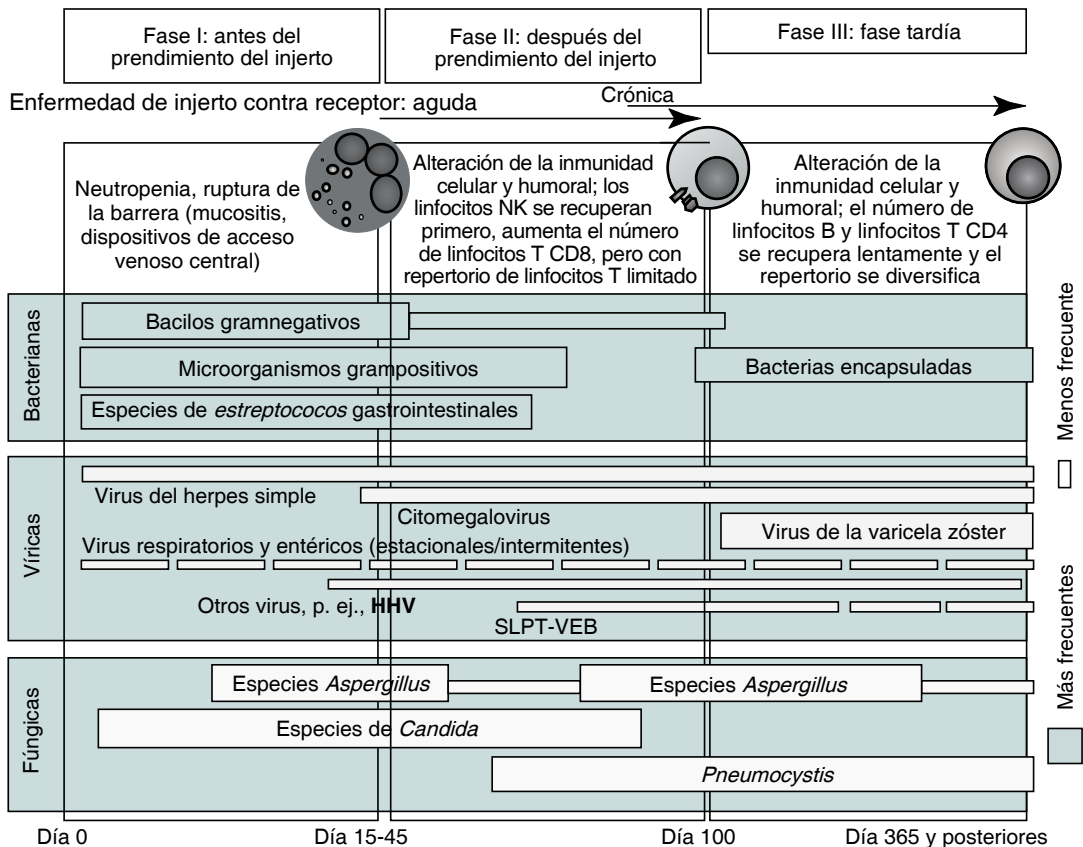 Fase I: antes del
prendimiento del injerto
Fase II: después del
prendimiento del injerto
Fase III: fase tardía
Enfermedad de injerto contra receptor: aguda
Crónica
Neutropenia, ruptura de
la barrera (mucositis,
dispositivos de acceso
venoso central)
Alteración de la inmunidad
celular y humoral; los
linfocitos NK se recuperan
primero, aumenta el número
de linfocitos T CD8, pero con
repertorio de linfocitos T limitado
Alteración de la
inmunidad celular y
humoral; el número de
linfocitos B y linfocitos T CD4
se recupera lentamente y el
repertorio se diversifica
Bacterianas
Bacilos gramnegativos
Microorganismos grampositivos
Bacterias encapsuladas
Especies de estreptococos gastrointestinales
Menos frecuente
Víricas
Virus del herpes simple
Citomegalovirus
Virus de la varicela zóster
Virus respiratorios y entéricos (estacionales/intermitentes)
Otros virus, p. ej., HHV
SLPT-VEB
Más frecuentes
Fúngicas
Especies Aspergillus
Especies Aspergillus
Especies de Candida
Pneumocystis
Día 0
Día 15-45
Día 100
Día 365 y posteriores